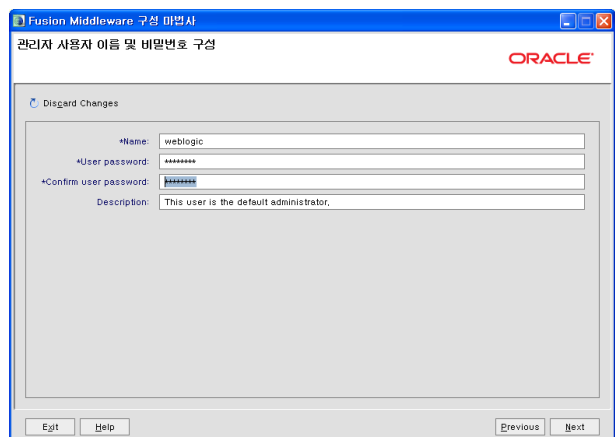 Fusion Middleware 구성 마법사
관리자 사용자 이름 및 비밀번호 구성
ORACLE
Discard Changes
*Name: weblogic
*User password: ********
*Confirm user password: ********
Description: This user is the default administrator.
Exit Help Previous Next